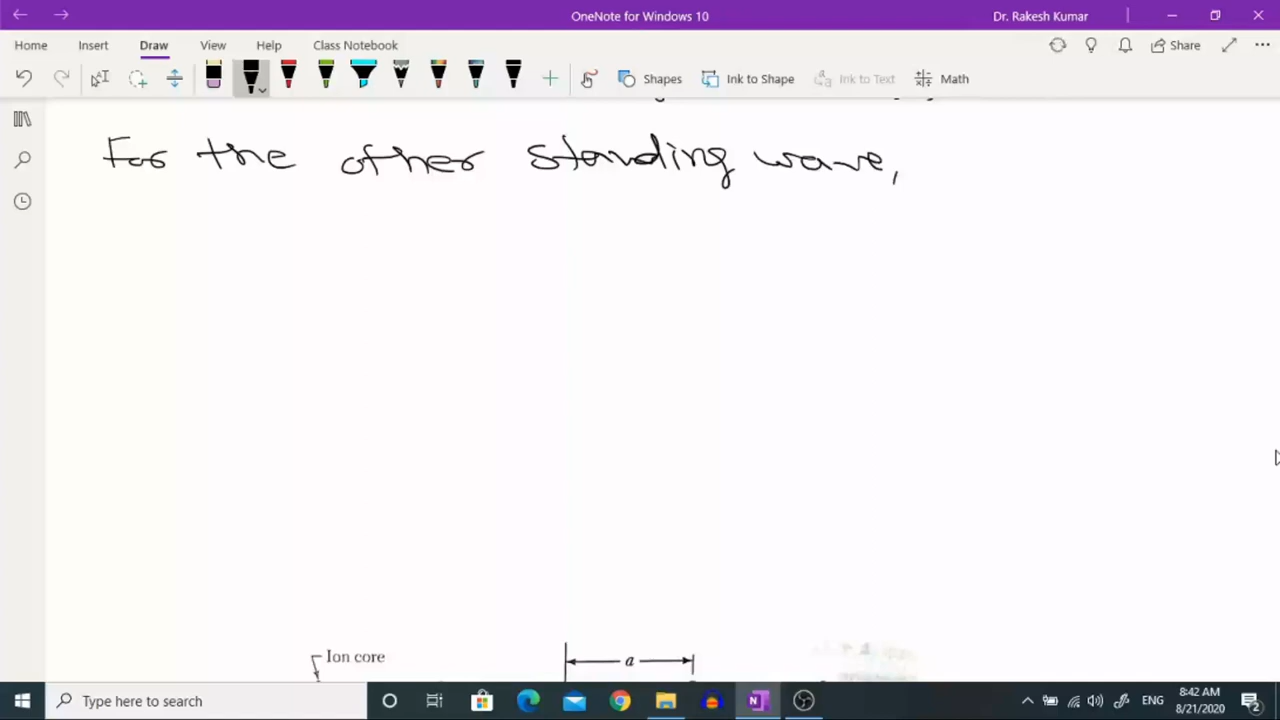 OneNote for Windows 10
Dr. Rakesh Kumar
Home Insert Draw View Help Class Notebook
Share
Shapes Ink to Shape Ink to Text Math
For the other standing wave,
Ion core
a
Type here to search
ENG
8:42 AM
8/21/2020
2